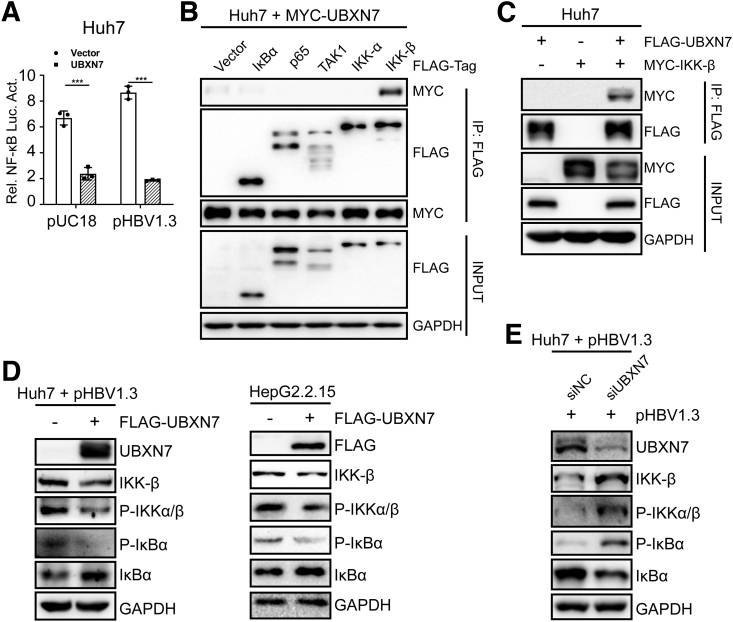 A
Huh7
Vector
UBXN7
Rel. NF-κB Luc. Act.
10
8
6
4
2
0
***
***
pUC18
pHBV1.3
B
Huh7 + MYC-UBXN7
Vector
IκBα
p65
TAK1
IKK-α
IKK-β
FLAG-Tag
MYC
FLAG
MYC
IP: FLAG
FLAG
GAPDH
INPUT
C
Huh7
+ - + FLAG-UBXN7
- + + MYC-IKK-β
MYC
FLAG
IP: FLAG
MYC
FLAG
GAPDH
INPUT
D
Huh7 + pHBV1.3
- + FLAG-UBXN7
UBXN7
IKK-β
P-IKKα/β
P-IκBα
IκBα
GAPDH
HepG2.2.15
- + FLAG-UBXN7
FLAG
IKK-β
P-IKKα/β
P-IκBα
IκBα
GAPDH
E
Huh7 + pHBV1.3
siNC
siUBXN7
+ + pHBV1.3
UBXN7
IKK-β
P-IKKα/β
P-IκBα
IκBα
GAPDH